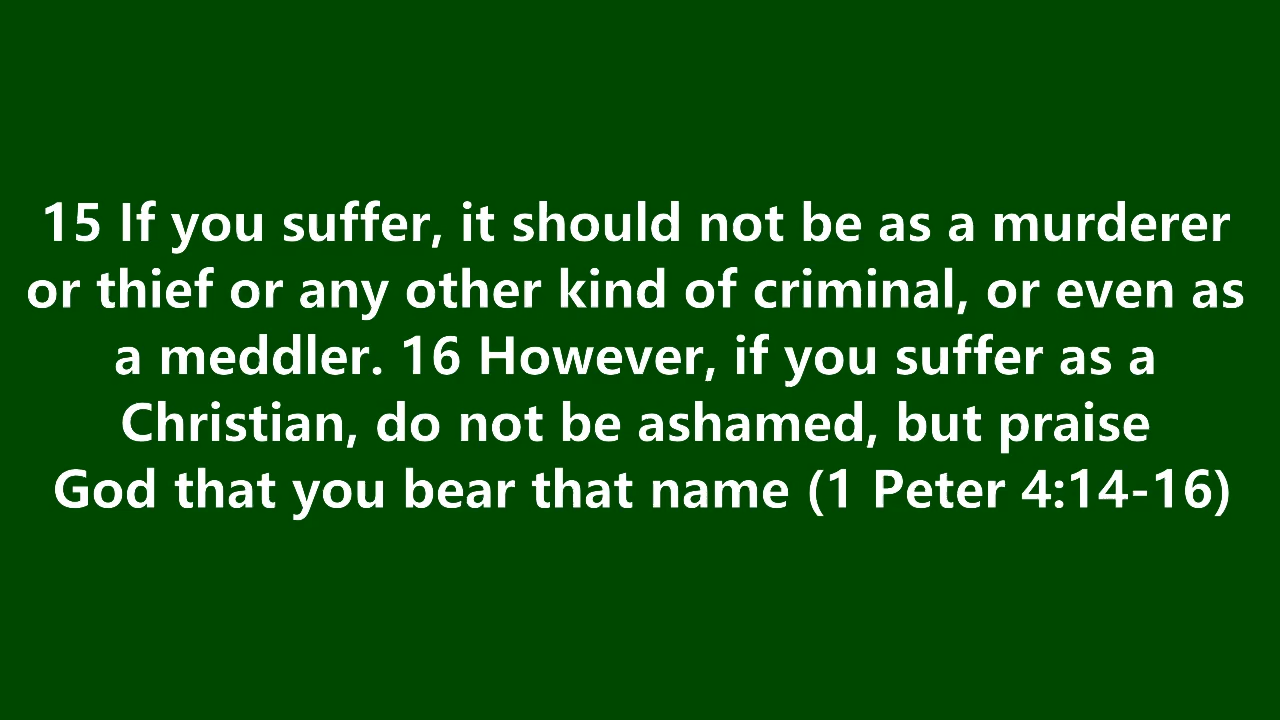 15 If you suffer, it should not be as a murderer
or thief or any other kind of criminal, or even as
a meddler. 16 However, if you suffer as a
Christian, do not be ashamed, but praise
God that you bear that name (1 Peter 4:14-16)